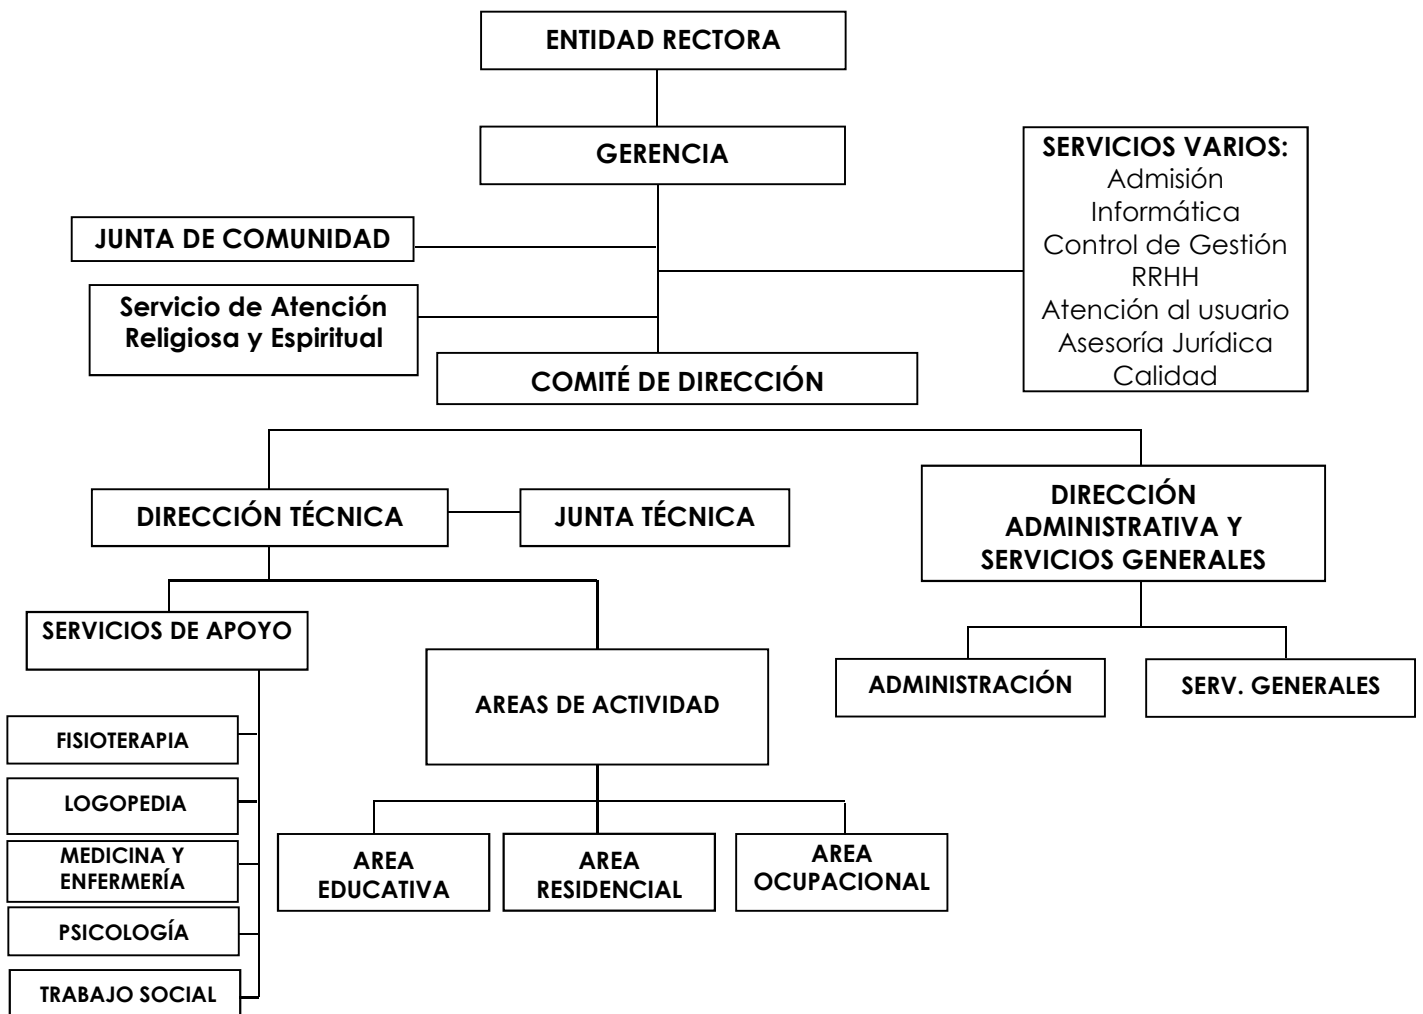 ENTIDAD RECTORA
GERENCIA
SERVICIOS VARIOS:
Admisión
Informática
Control de Gestión
RRHH
Atención al usuario
Asesoría Jurídica
Calidad
JUNTA DE COMUNIDAD
Servicio de Atención
Religiosa y Espiritual
COMITÉ DE DIRECCIÓN
DIRECCIÓN TÉCNICA
JUNTA TÉCNICA
DIRECCIÓN
ADMINISTRATIVA Y
SERVICIOS GENERALES
SERVICIOS DE APOYO
AREAS DE ACTIVIDAD
ADMINISTRACIÓN
SERV. GENERALES
FISIOTERAPIA
LOGOPEDIA
MEDICINA Y
ENFERMERÍA
PSICOLOGÍA
TRABAJO SOCIAL
AREA
EDUCATIVA
AREA
RESIDENCIAL
AREA
OCUPACIONAL